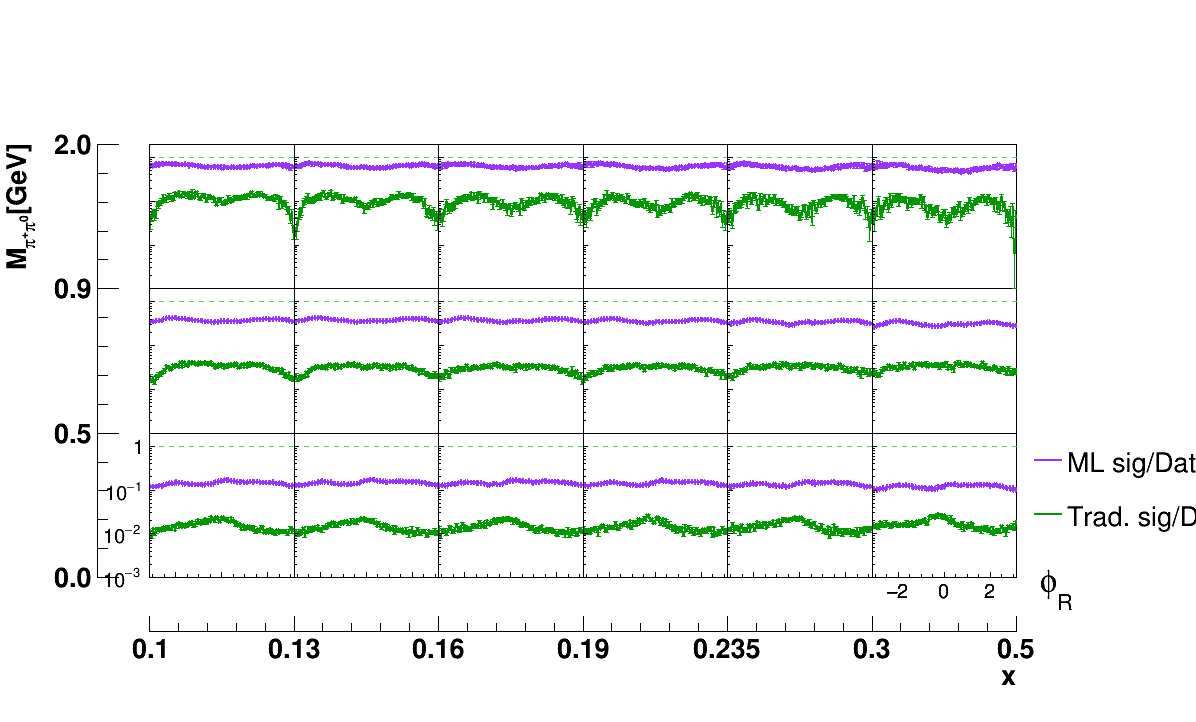 M_{π⁺π⁰}[GeV]
2.0
0.9
0.5
0.0
1
10⁻¹
10⁻²
10⁻³
ML sig/Dat
Trad. sig/D
−2 0 2
ϕ_R
0.1 0.13 0.16 0.19 0.235 0.3 0.5
x